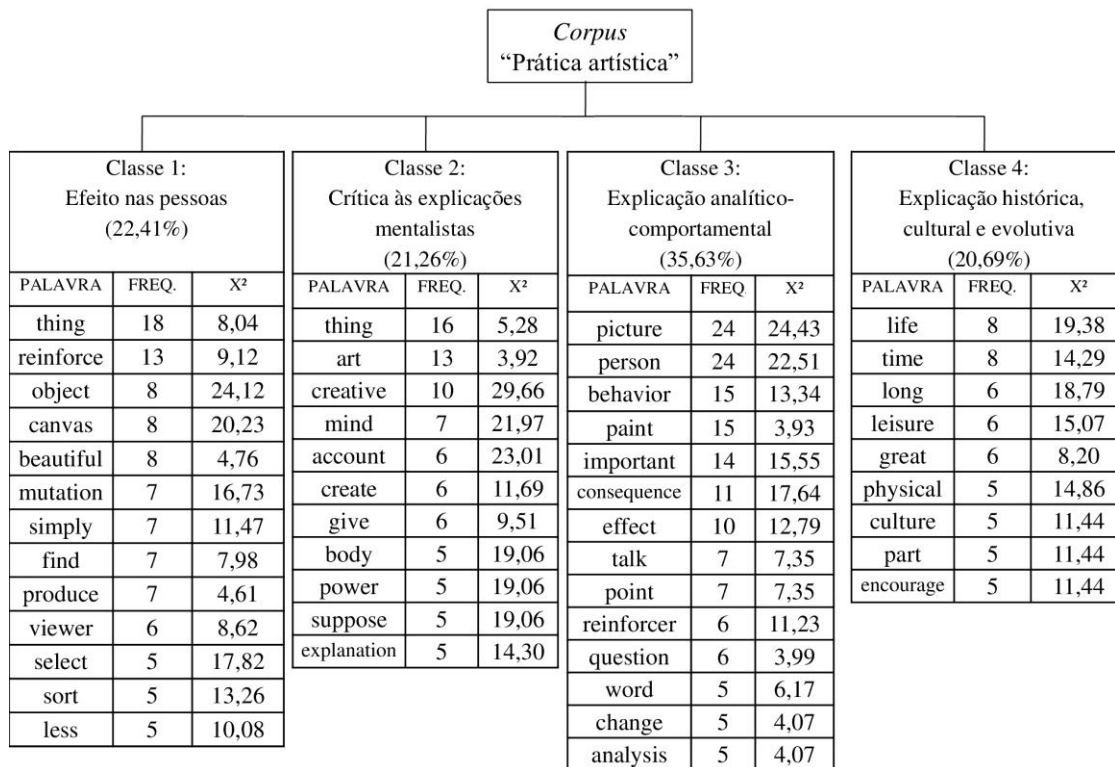 Corpus
“Prática artística”
Classe 1:
Efeito nas pessoas
(22,41%)
PALAVRA FREQ. X²
thing 18 8,04
reinforce 13 9,12
object 8 24,12
canvas 8 20,23
beautiful 8 4,76
mutation 7 16,73
simply 7 11,47
find 7 7,98
produce 7 4,61
viewer 6 8,62
select 5 17,82
sort 5 13,26
less 5 10,08
Classe 2:
Crítica às explicações
mentalistas
(21,26%)
PALAVRA FREQ. X²
thing 16 5,28
art 13 3,92
creative 10 29,66
mind 7 21,97
account 6 23,01
create 6 11,69
give 6 9,51
body 5 19,06
power 5 19,06
suppose 5 19,06
explanation 5 14,30
Classe 3:
Explicação analítico-
comportamental
(35,63%)
PALAVRA FREQ. X²
picture 24 24,43
person 24 22,51
behavior 15 13,34
paint 15 3,93
important 14 15,55
consequence 11 17,64
effect 10 12,79
talk 7 7,35
point 7 7,35
reinforcer 6 11,23
question 6 3,99
word 5 6,17
change 5 4,07
analysis 5 4,07
Classe 4:
Explicação histórica,
cultural e evolutiva
(20,69%)
PALAVRA FREQ. X²
life 8 19,38
time 8 14,29
long 6 18,79
leisure 6 15,07
great 6 8,20
physical 5 14,86
culture 5 11,44
part 5 11,44
encourage 5 11,44